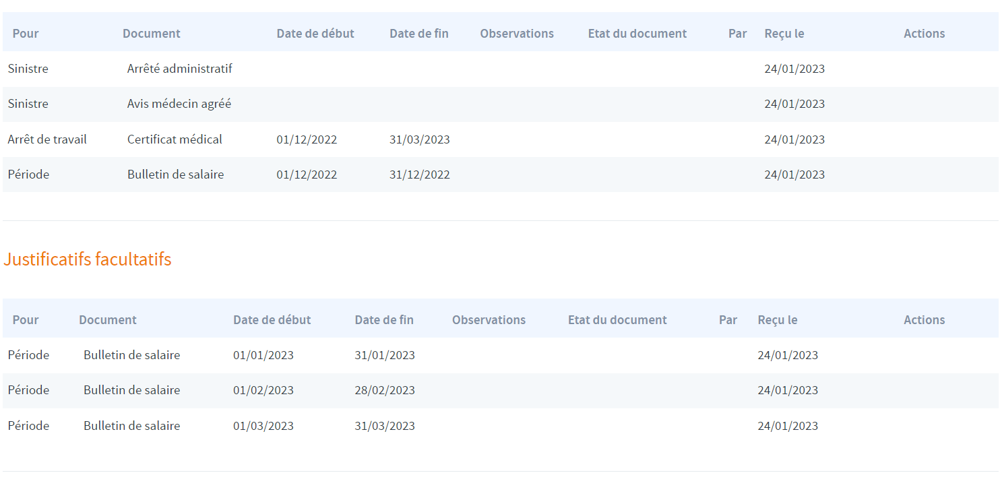 Pour Document Date de début Date de fin Observations Etat du document Par Reçu le Actions
Sinistre Arrêté administratif 24/01/2023
Sinistre Avis médecin agréé 24/01/2023
Arrêt de travail Certificat médical 01/12/2022 31/03/2023 24/01/2023
Période Bulletin de salaire 01/12/2022 31/12/2022 24/01/2023
Justificatifs facultatifs
Pour Document Date de début Date de fin Observations Etat du document Par Reçu le Actions
Période Bulletin de salaire 01/01/2023 31/01/2023 24/01/2023
Période Bulletin de salaire 01/02/2023 28/02/2023 24/01/2023
Période Bulletin de salaire 01/03/2023 31/03/2023 24/01/2023